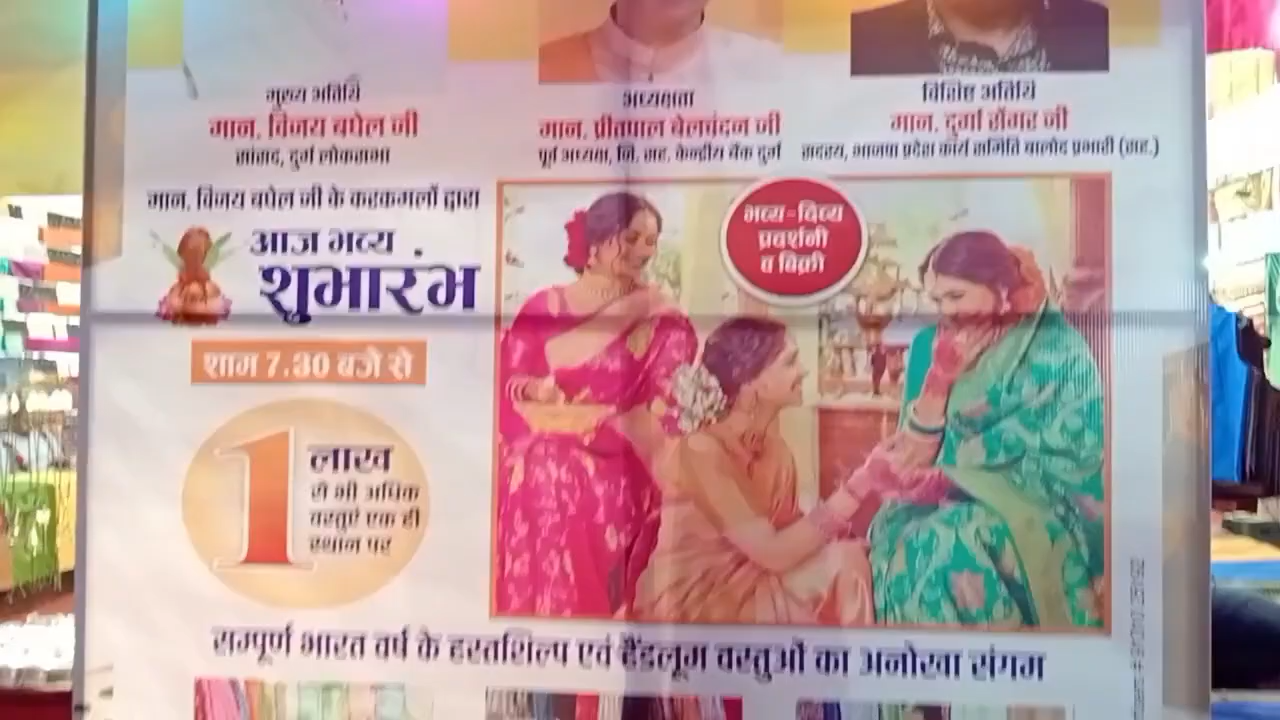 मुख्य अतिथि
मान. विजय बघेल जी
सांसद, दुर्ग लोकसभा
अध्यक्षता
मान. प्रीतपाल बेलचंदन जी
पूर्व अध्यक्ष, जि. सह. केन्द्रीय बैंक दुर्ग
विशिष्ट अतिथि
मान. दुर्गा सेंगर जी
सदस्य, भाजपा प्रदेश कार्य समिति बालोद प्रभारी (सह.)
मान. विजय बघेल जी के करकमलों द्वारा
आज भव्य
शुभारंभ
शाम 7.30 बजे से
1 लाख
से भी अधिक
वस्तुएं एक ही
स्थान पर
भव्य-दिव्य
प्रदर्शनी
व बिक्री
सम्पूर्ण भारत वर्ष के हस्तशिल्प एवं हैंडलूम वस्तुओं का अनोखा संगम